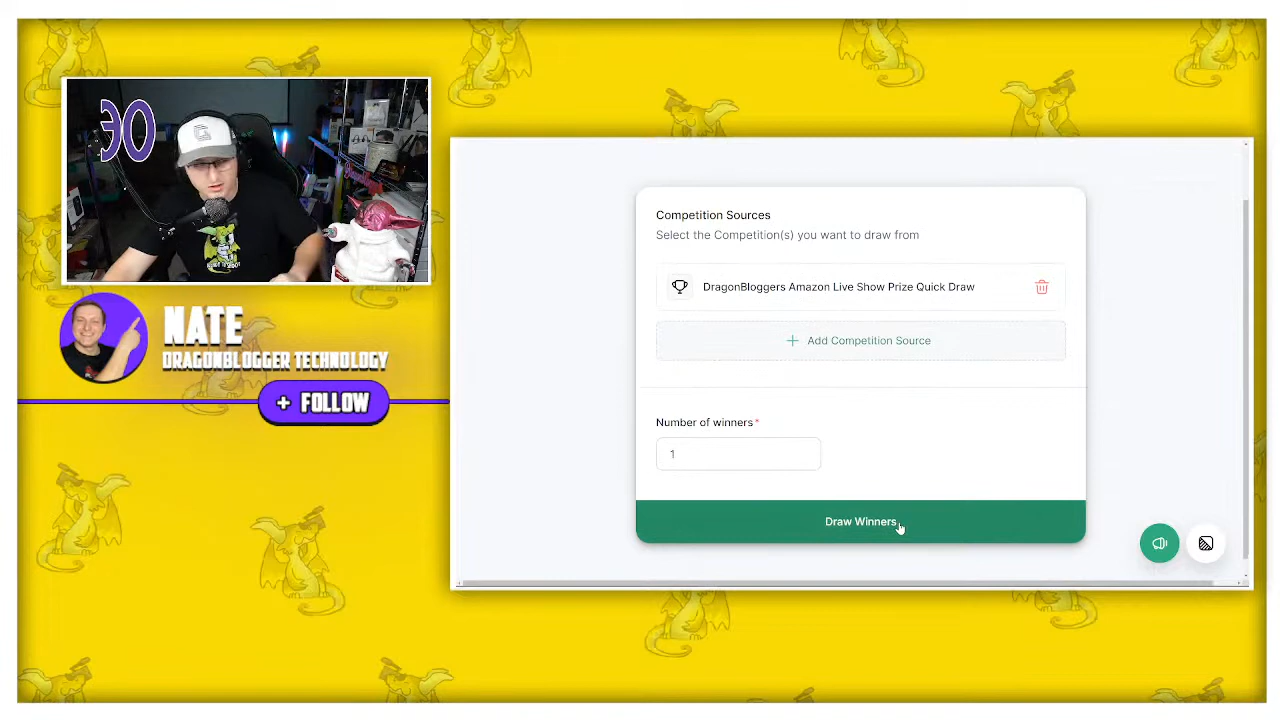 30
NATE
DRAGONBLOGGER TECHNOLOGY
+ FOLLOW
Competition Sources
Select the Competition(s) you want to draw from
DragonBloggers Amazon Live Show Prize Quick Draw
+ Add Competition Source
Number of winners*
1
Draw Winners